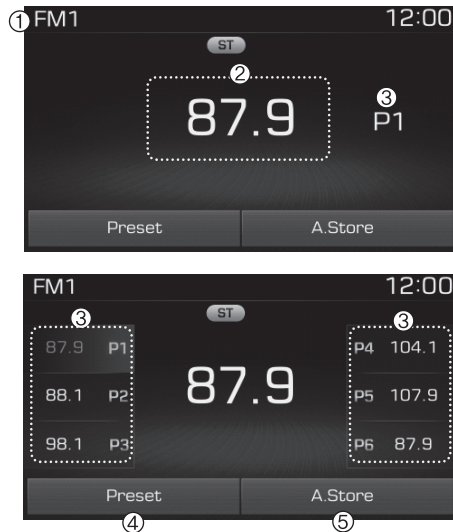 ① FM1 12:00
ST
②
87.9
③
P1
Preset A.Store
FM1 12:00
③ ST ③
87.9 P1 P4 104.1
88.1 P2 87.9 P5 107.9
98.1 P3 P6 87.9
Preset A.Store
④ ⑤